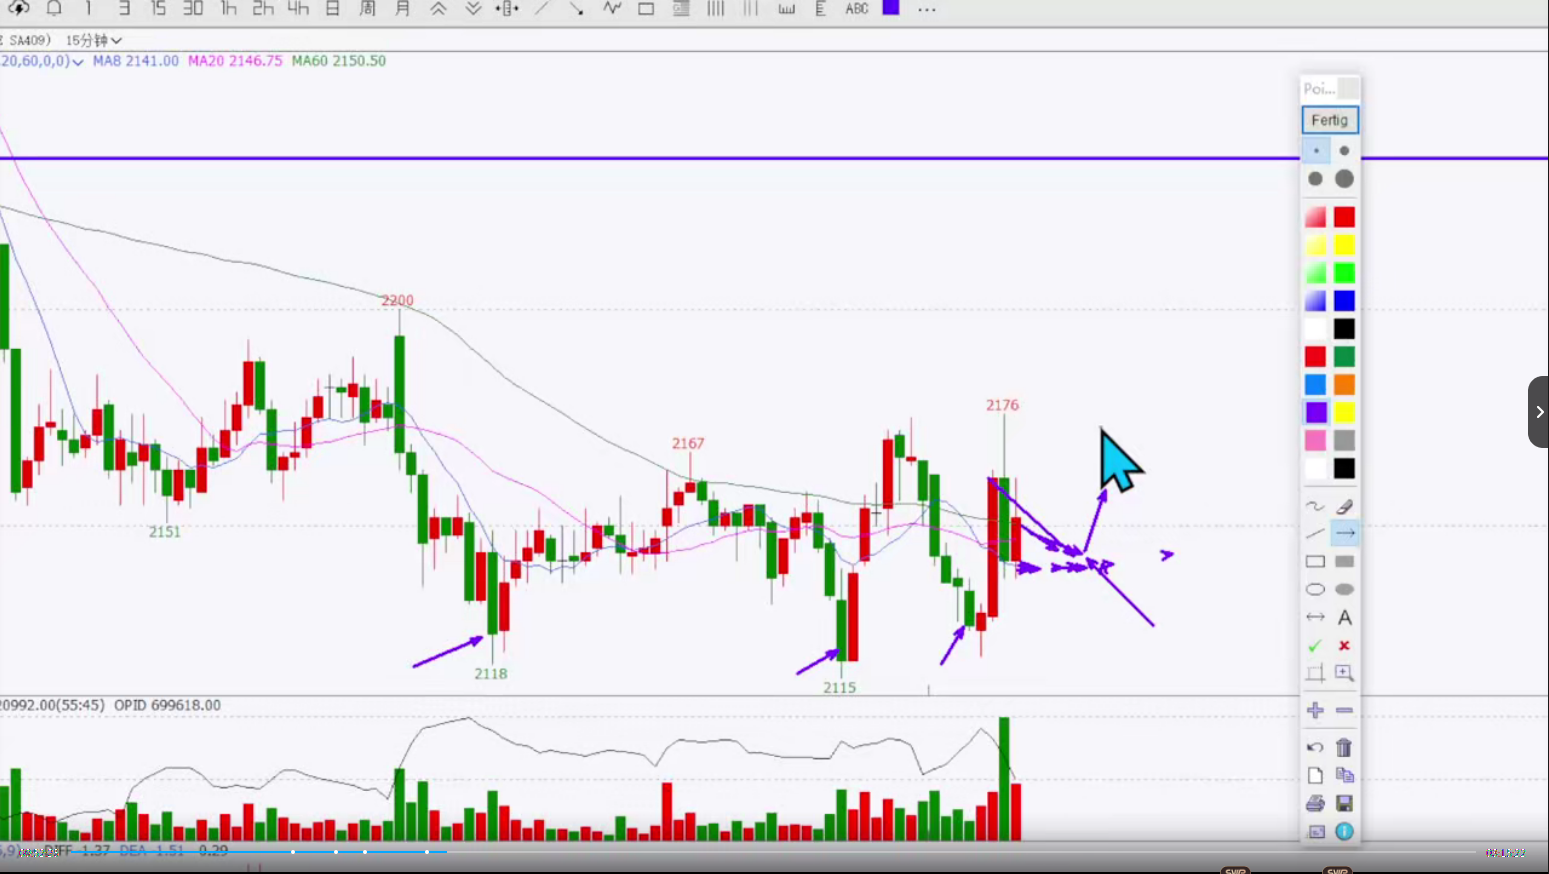 1 3 15 30 1h 2h 4h 日 周 月 ABC ...
SA409) 15分钟
20,60,0,0) MA8 2141.00 MA20 2146.75 MA60 2150.50
Poi...
Fertig
2200
2176
2167
2151
A
2118
2115
20992.00(55:45) OPID 699618.00
,9) DIFF -1.37 DEA -1.51 0.29